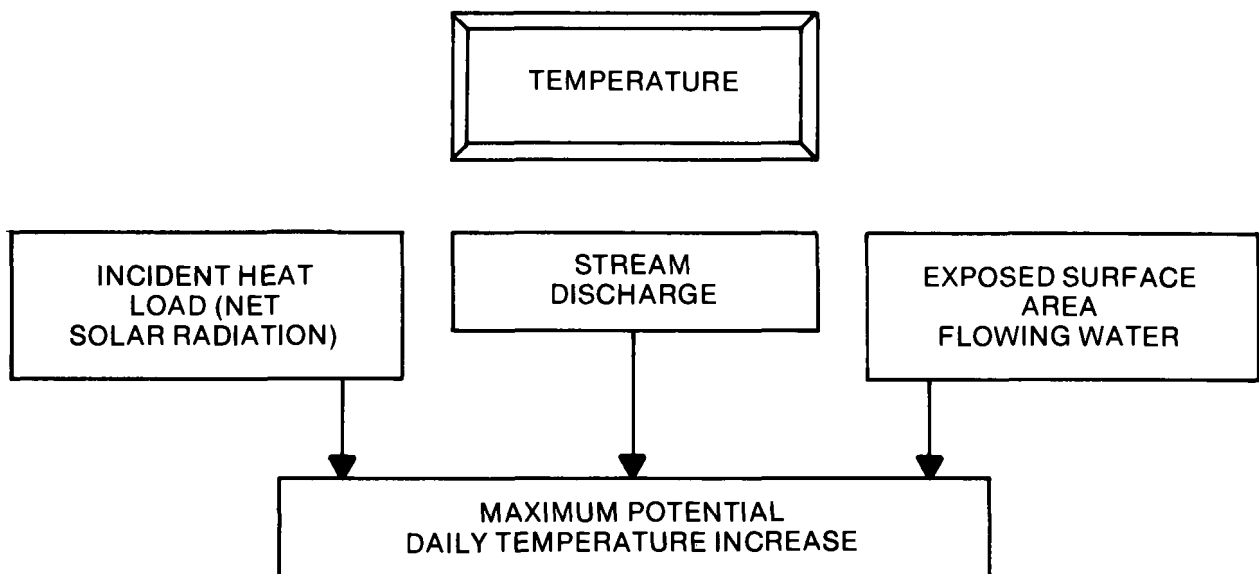 TEMPERATURE
INCIDENT HEAT
LOAD (NET
SOLAR RADIATION)
STREAM
DISCHARGE
EXPOSED SURFACE
AREA
FLOWING WATER
MAXIMUM POTENTIAL
DAILY TEMPERATURE INCREASE